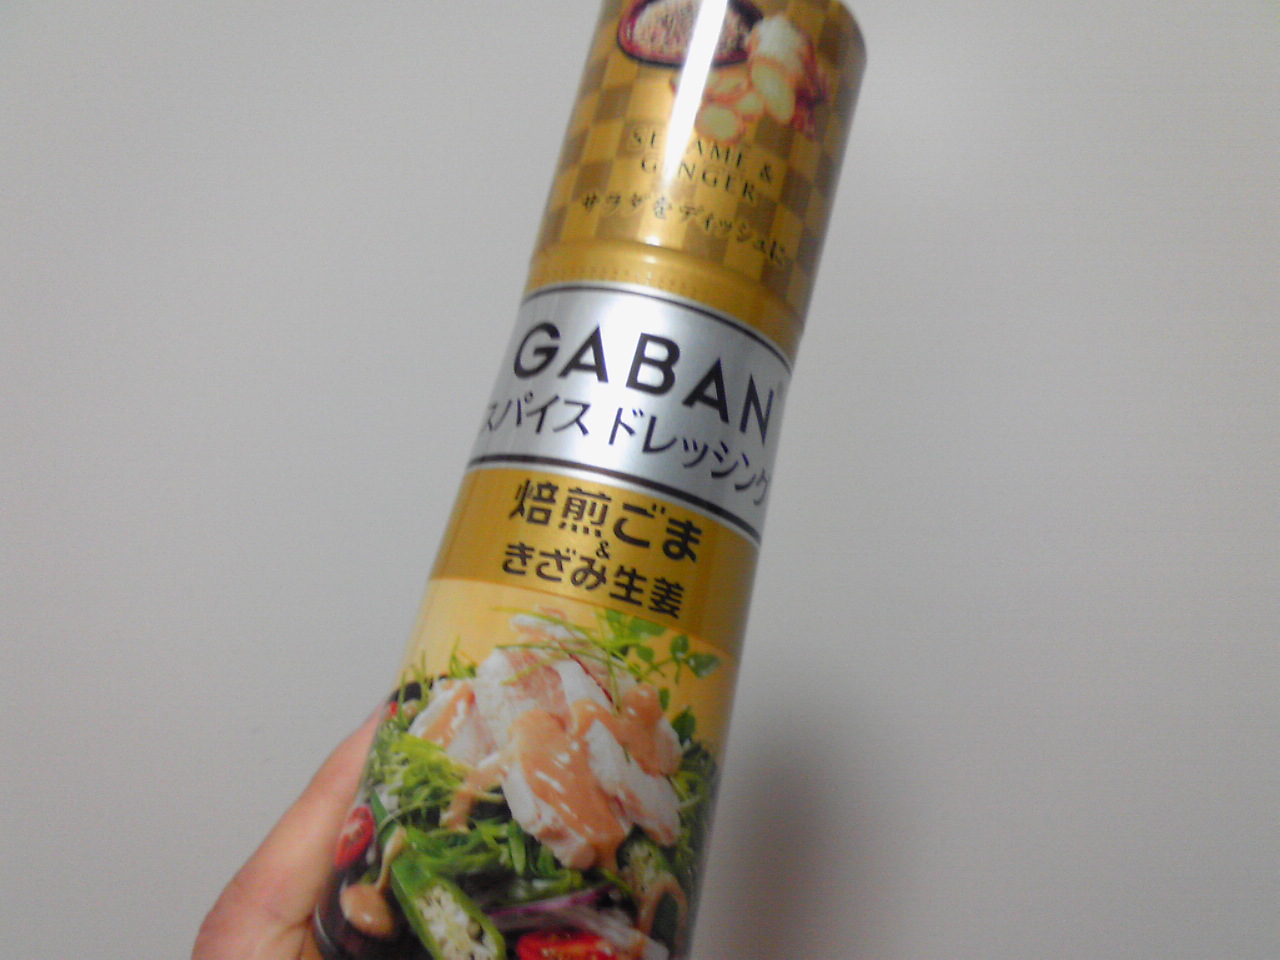 SESAME &
GINGER
サラダをディッシュに
GABAN®
スパイス ドレッシング
焙煎ごま
&
きざみ生姜